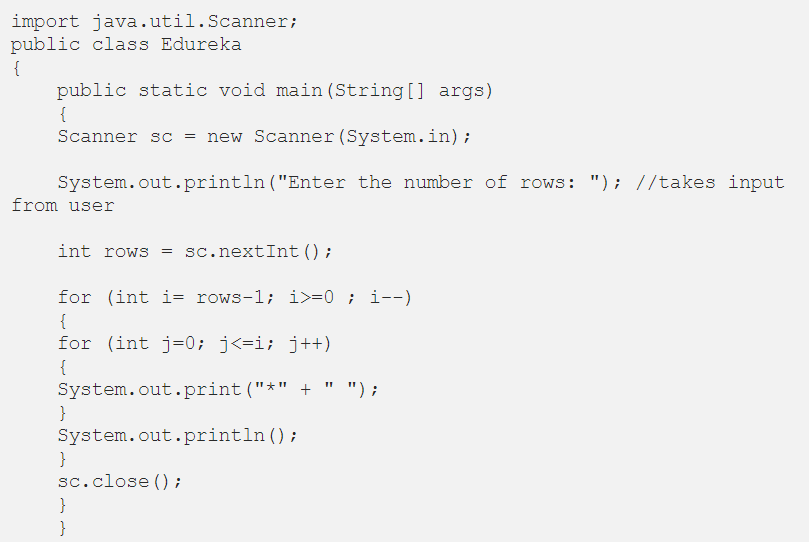 import java.util.Scanner;
public class Edureka
{
    public static void main(String[] args)
    {
    Scanner sc = new Scanner(System.in);

    System.out.println("Enter the number of rows: "); //takes input
from user

    int rows = sc.nextInt();

    for (int i= rows-1; i>=0 ; i--)
    {
    for (int j=0; j<=i; j++)
    {
    System.out.print("*" + " ");
    }
    System.out.println();
    }
    sc.close();
    }
    }